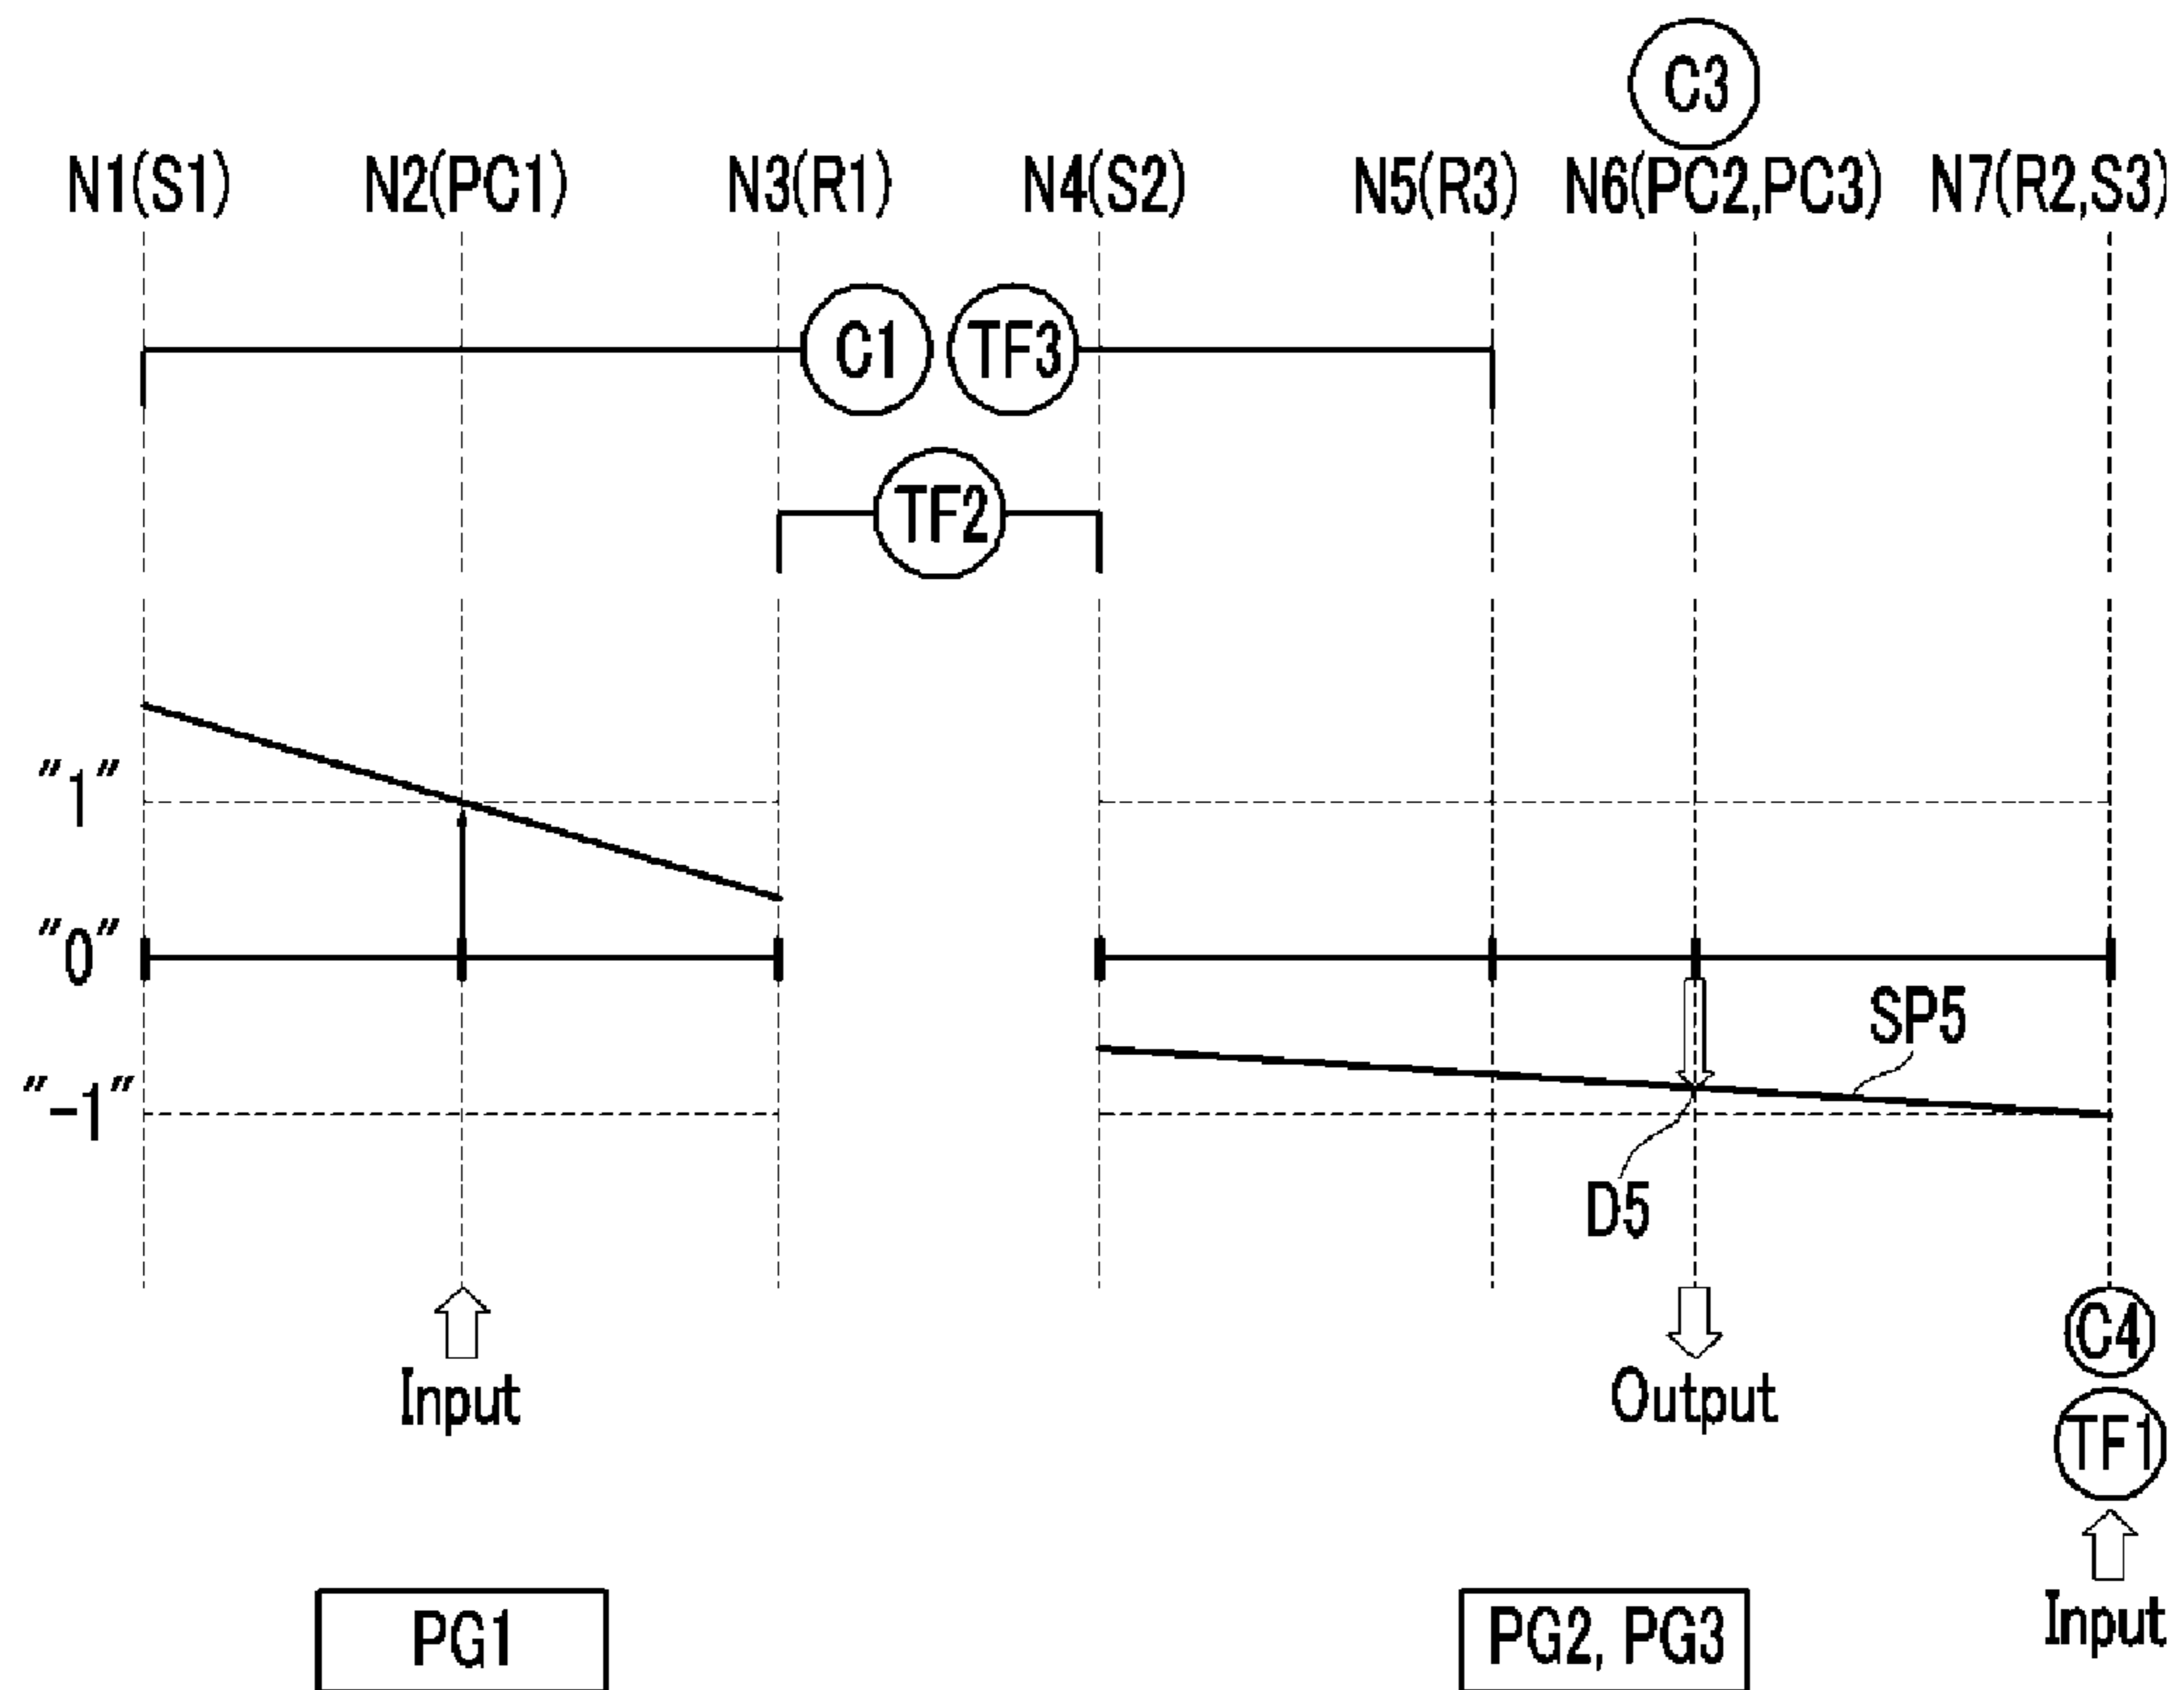 C3
N1(S1) N2(PC1) N3(R1) N4(S2) N5(R3) N6(PC2,PC3) N7(R2,S3)
C1 TF3
TF2
"1"
"0"
SP5
"-1"
D5
C4
Input Output
TF1
PG1 PG2, PG3 Input